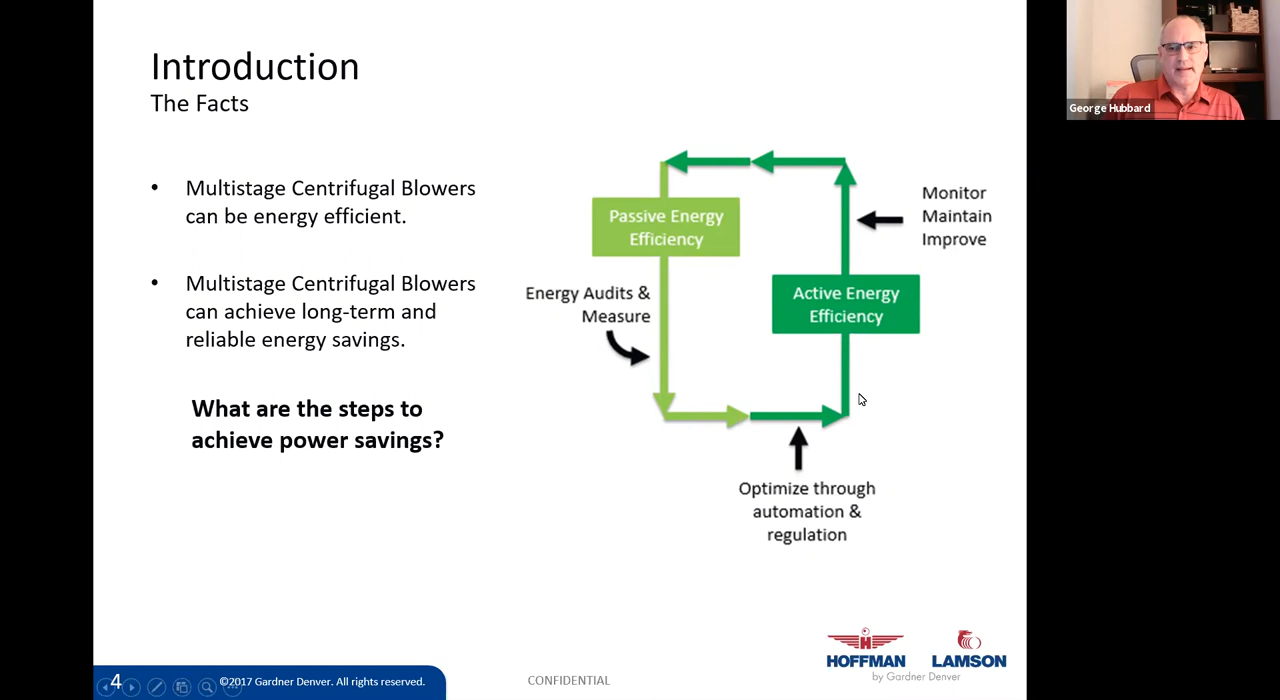 Introduction
The Facts
• Multistage Centrifugal Blowers
can be energy efficient.
• Multistage Centrifugal Blowers
can achieve long-term and
reliable energy savings.
What are the steps to
achieve power savings?
Passive Energy
Efficiency
Energy Audits &
Measure
Active Energy
Efficiency
Monitor
Maintain
Improve
Optimize through
automation &
regulation
George Hubbard
4
©2017 Gardner Denver. All rights reserved.
CONFIDENTIAL
H
HOFFMAN
LAMSON
by Gardner Denver